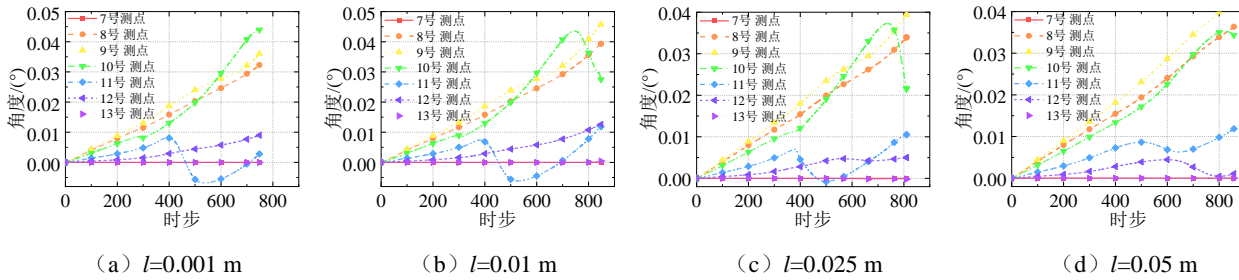 0.05
0.04
0.03
0.02
0.01
0.00
角度/(°)
7号 测点
8号 测点
9号 测点
10号 测点
11号 测点
12号 测点
13号 测点
0 200 400 600 800
时步
(a) l=0.001 m
0.05
0.04
0.03
0.02
0.01
0.00
角度/(°)
7号 测点
8号 测点
9号 测点
10号 测点
11号 测点
12号 测点
13号 测点
0 200 400 600 800
时步
(b) l=0.01 m
0.04
0.03
0.02
0.01
0.00
角度/(°)
7号 测点
8号 测点
9号 测点
10号 测点
11号 测点
12号 测点
13号 测点
0 200 400 600 800
时步
(c) l=0.025 m
0.04
0.03
0.02
0.01
0.00
角度/(°)
7号 测点
8号 测点
9号 测点
10号 测点
11号 测点
12号 测点
13号 测点
0 200 400 600 800
时步
(d) l=0.05 m